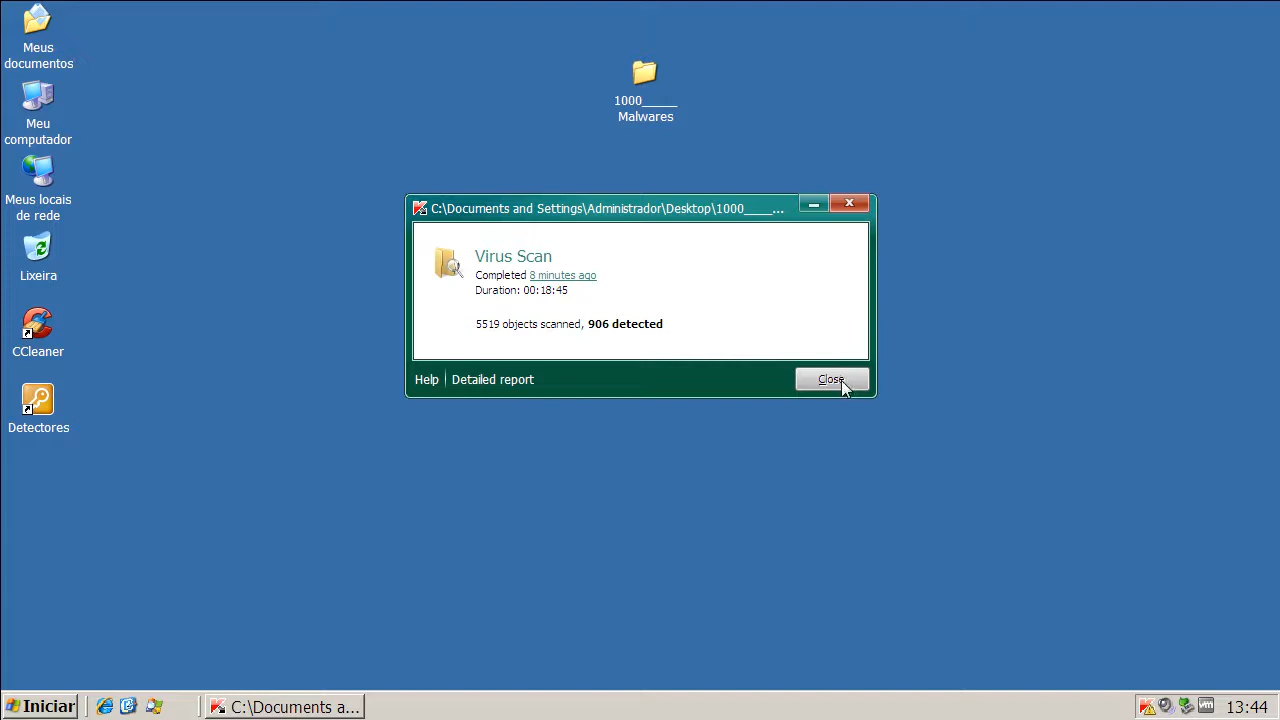 Meus
documentos
Meu
computador
Meus locais
de rede
Lixeira
CCleaner
Detectores
1000_____
Malwares
C:\Documents and Settings\Administrador\Desktop\1000_____...
Virus Scan
Completed 8 minutes ago
Duration: 00:18:45
5519 objects scanned, 906 detected
Help
Detailed report
Close
Iniciar
C:\Documents a...
vm
13:44